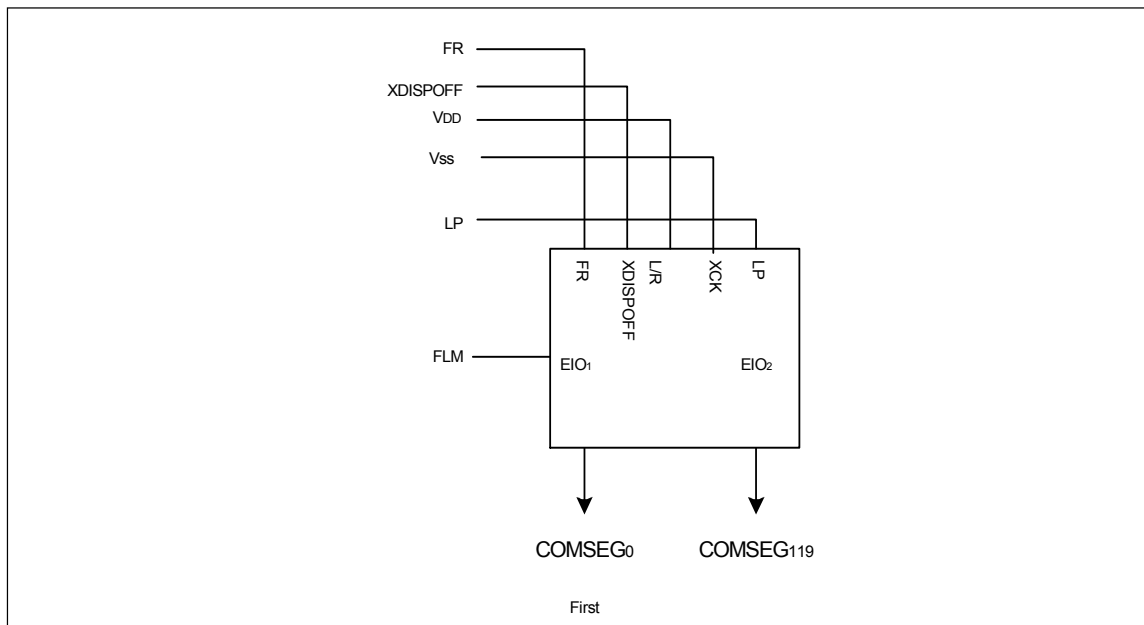 FR
XDISPOFF
VDD
Vss
LP
FR
XDISPOFF
L/R
XCK
LP
FLM
EIO1
EIO2
COMSEG0
COMSEG119
First